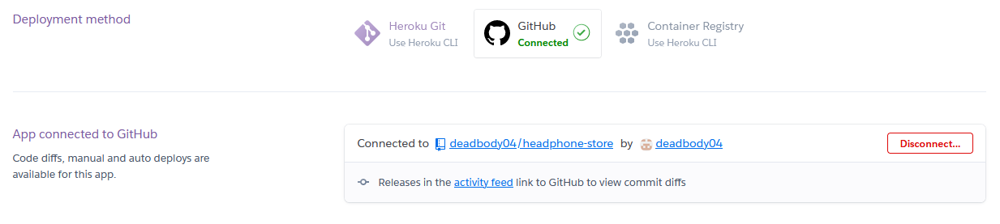 Deployment method
Heroku Git
Use Heroku CLI
GitHub
Connected
Container Registry
Use Heroku CLI
App connected to GitHub
Code diffs, manual and auto deploys are
available for this app.
Connected to deadbody04/headphone-store by deadbody04
Disconnect...
Releases in the activity feed link to GitHub to view commit diffs